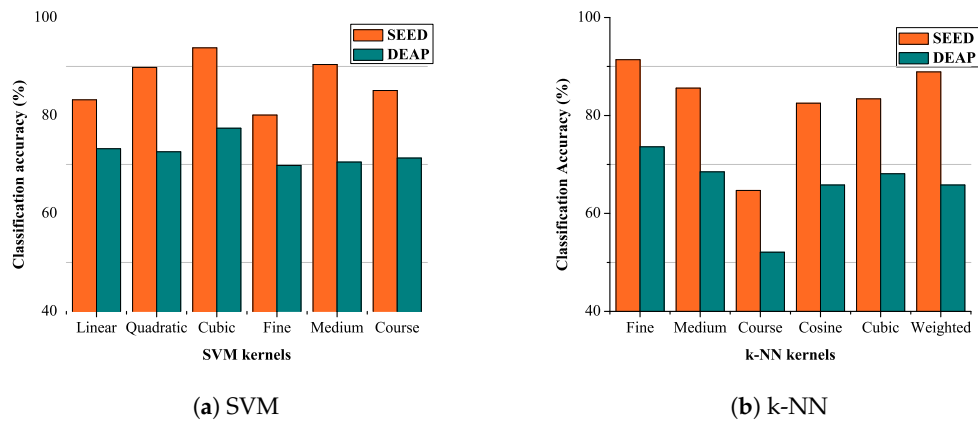 100
80
60
40
Classification accuracy (%)
SEED
DEAP
Linear Quadratic Cubic Fine Medium Course
SVM kernels
(a) SVM
100
80
60
40
Classification Accuracy (%)
SEED
DEAP
Fine Medium Course Cosine Cubic Weighted
k-NN kernels
(b) k-NN